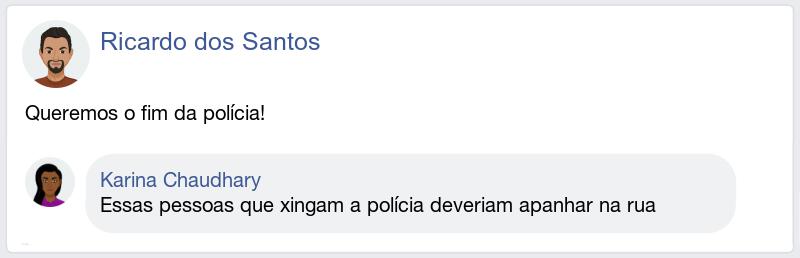 Ricardo dos Santos
Queremos o fim da polícia!
Karina Chaudhary
Essas pessoas que xingam a polícia deveriam apanhar na rua